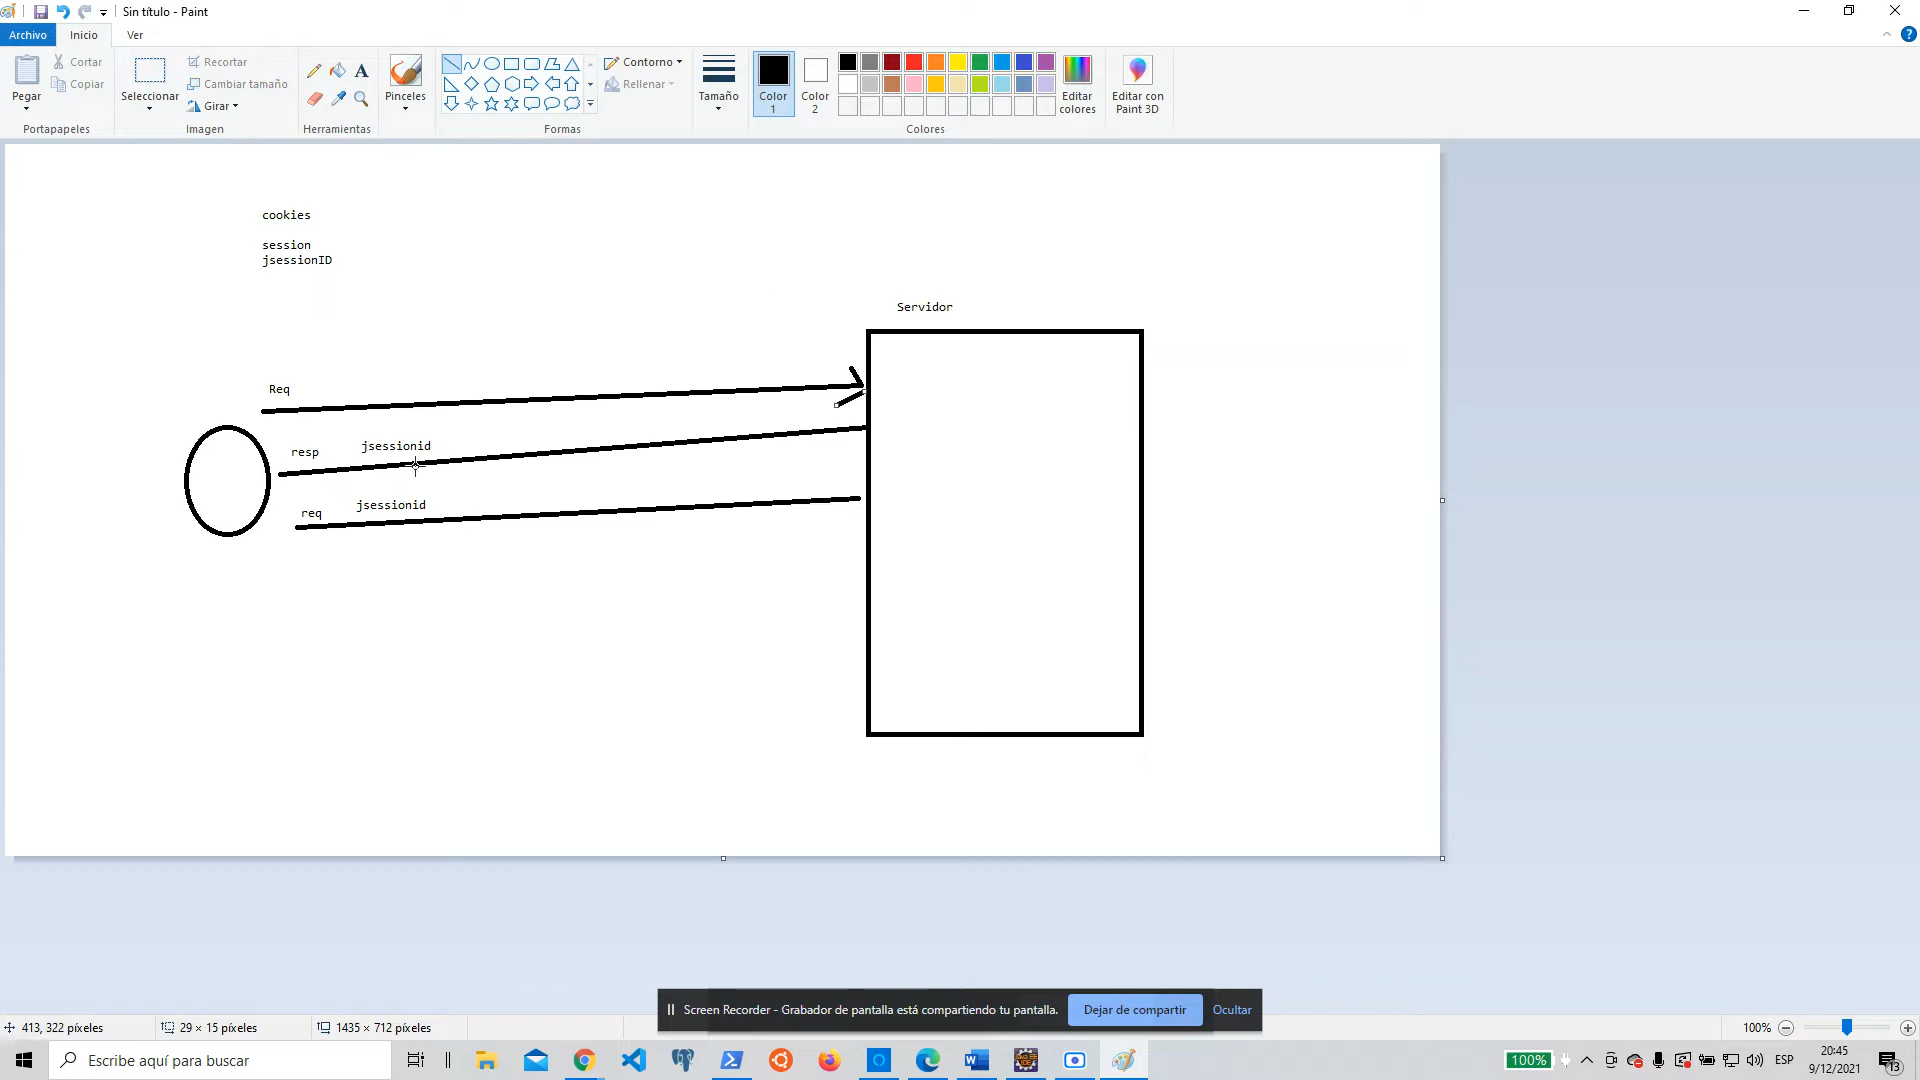 Sin título - Paint
Archivo
Inicio
Ver
Pegar
Cortar
Copiar
Portapapeles
Seleccionar
Recortar
Cambiar tamaño
Girar
Imagen
A
Herramientas
Pinceles
Contorno
Rellenar
Formas
Tamaño
Color
1
Color
2
Colores
Editar
colores
Editar con
Paint 3D
?
cookies
session
jsessionID
Servidor
Req
resp
jsessionid
req
jsessionid
Screen Recorder - Grabador de pantalla está compartiendo tu pantalla.
Dejar de compartir
Ocultar
413, 322 píxeles
29 × 15 píxeles
1435 × 712 píxeles
100%
Escribe aquí para buscar
100%
ESP
20:45
9/12/2021
13